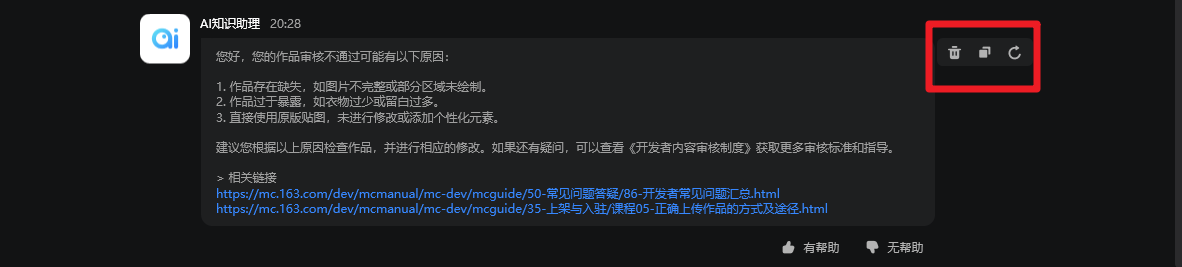 ai
AI知识助理 20:28
您好，您的作品审核不通过可能有以下原因：
1. 作品存在缺失，如图片不完整或部分区域未绘制。
2. 作品过于暴露，如衣物过少或留白过多。
3. 直接使用原版贴图，未进行修改或添加个性化元素。
建议您根据以上原因检查作品，并进行相应的修改。如果还有疑问，可以查看《开发者内容审核制度》获取更多审核标准和指导。
> 相关链接
https://mc.163.com/dev/mcmanual/mc-dev/mcguide/50-常见问题答疑/86-开发者常见问题汇总.html
https://mc.163.com/dev/mcmanual/mc-dev/mcguide/35-上架与入驻/课程05-正确上传作品的方式及途径.html
有帮助 无帮助